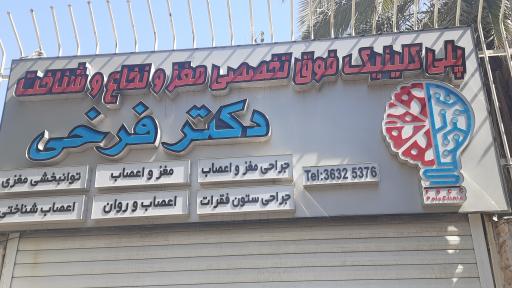 پلی کلینیک فوق تخصصی مغز و نخاع و شناخت
دکتر فرخی
جراحی مغز و اعصاب
مغز و اعصاب
توانبخشی مغزی
Tel:3632 5376
جراحی ستون فقرات
اعصاب و روان
اعصاب شناختی
PoliClinic